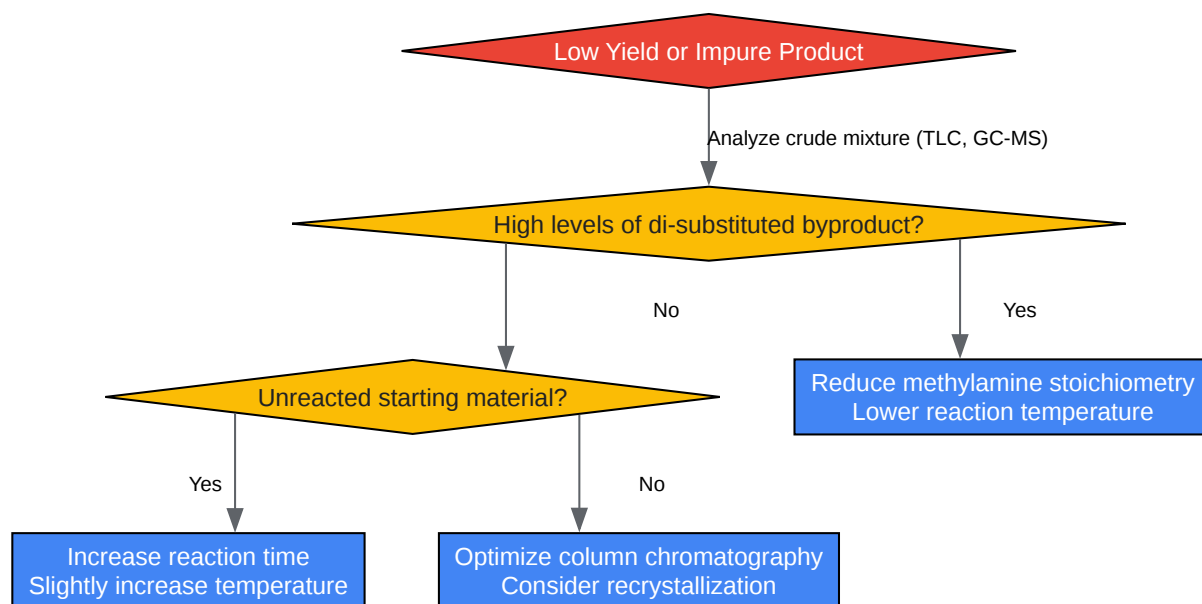 Low Yield or Impure Product
Analyze crude mixture (TLC, GC-MS)
High levels of di-substituted byproduct?
No
Yes
Unreacted starting material?
Reduce methylamine stoichiometry
Lower reaction temperature
Yes
No
Increase reaction time
Slightly increase temperature
Optimize column chromatography
Consider recrystallization